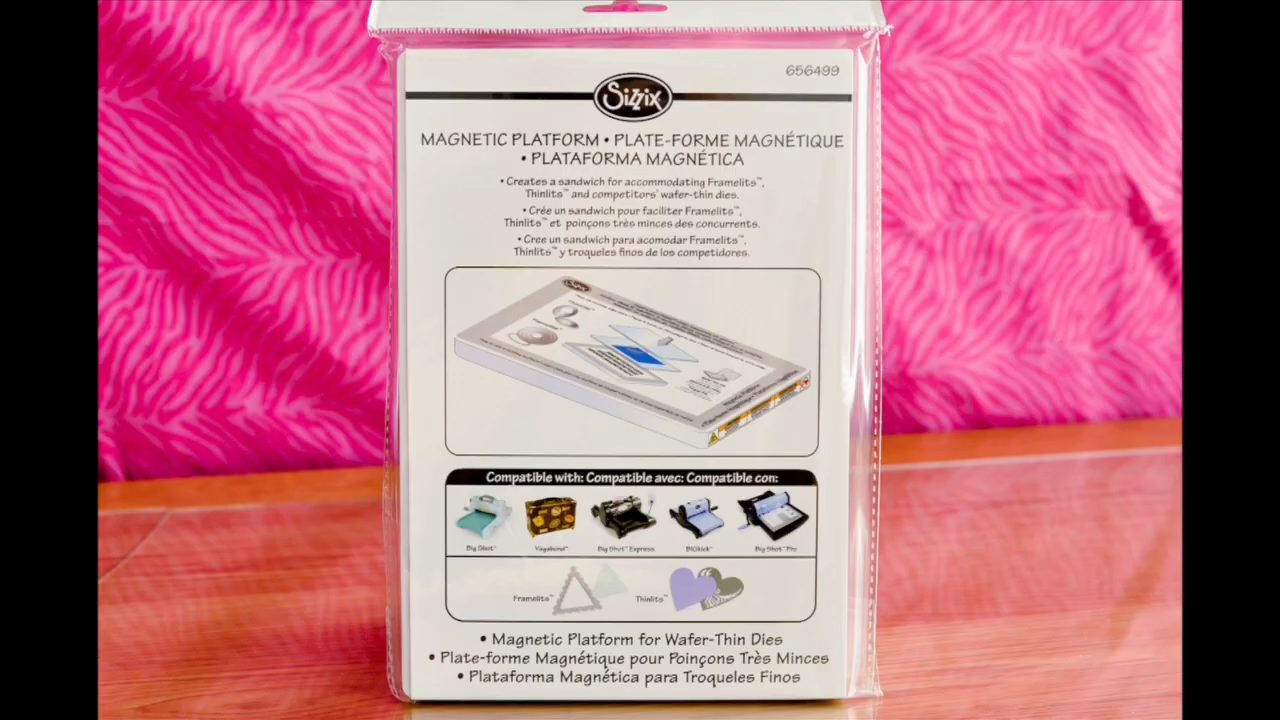 656499
Sizzix
MAGNETIC PLATFORM • PLATE-FORME MAGNÉTIQUE
• PLATAFORMA MAGNÉTICA
• Creates a sandwich for accommodating Framelits™,
Thinlits™ and competitors' wafer-thin dies.
• Crée un sandwich pour faciliter Framelits™,
Thinlits™ et poinçons très minces des concurrents.
• Cree un sandwich para acomodar Framelits™,
Thinlits™ y troqueles finos de los competidores.
Sizzix
Compatible with: Compatible avec: Compatible con:
Big Shot™ Vagabond™ Big Shot™ Express BIGkick™ Big Shot™ Pro
Framelits™ Thinlits™
• Magnetic Platform for Wafer-Thin Dies
• Plate-forme Magnétique pour Poinçons Très Minces
• Plataforma Magnética para Troqueles Finos